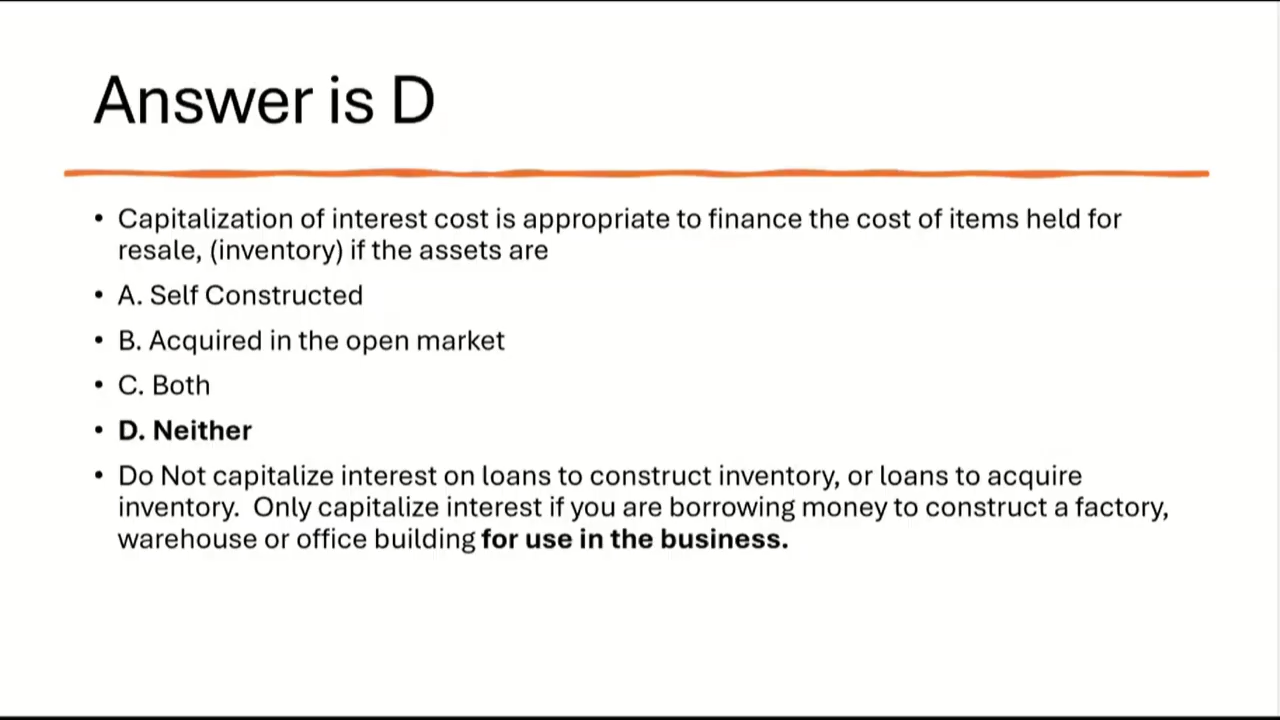 Answer is D
• Capitalization of interest cost is appropriate to finance the cost of items held for
resale, (inventory) if the assets are
• A. Self Constructed
• B. Acquired in the open market
• C. Both
• D. Neither
• Do Not capitalize interest on loans to construct inventory, or loans to acquire
inventory.  Only capitalize interest if you are borrowing money to construct a factory,
warehouse or office building for use in the business.